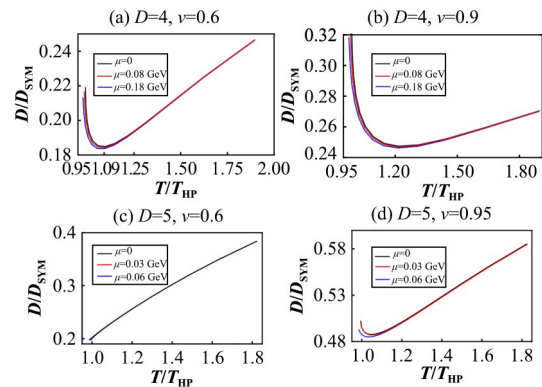 (a) D=4, ν=0.6
D/D_SYM
0.24
0.22
0.20
0.18
μ=0
μ=0.08 GeV
μ=0.18 GeV
0.95 1.09 1.25 1.50 1.75 2.00
T/T_HP
(b) D=4, ν=0.9
D/D_SYM
0.32
0.30
0.28
0.26
0.24
μ=0
μ=0.08 GeV
μ=0.18 GeV
0.95 1.20 1.50 1.80
T/T_HP
(c) D=5, ν=0.6
D/D_SYM
0.4
0.3
0.2
μ=0
μ=0.03 GeV
μ=0.06 GeV
1.0 1.2 1.4 1.6 1.8
T/T_HP
(d) D=5, ν=0.95
D/D_SYM
0.58
0.53
0.48
μ=0
μ=0.03 GeV
μ=0.06 GeV
1.0 1.2 1.4 1.6 1.8
T/T_HP